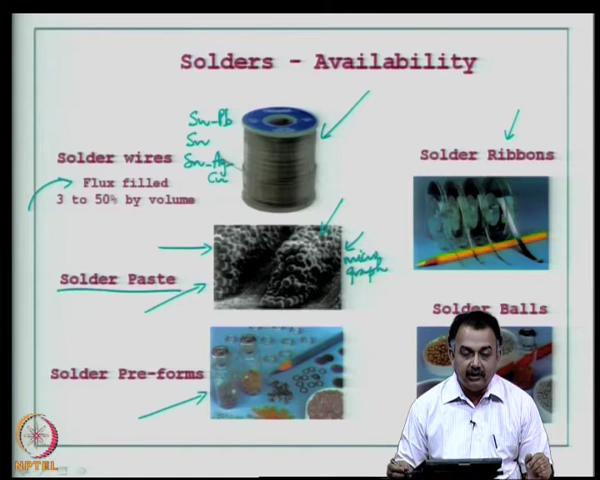 Solders - Availability
Sn-Pb
Sn
Sn-Ag-
Cu
Solder wires
Flux filled
3 to 50% by volume
Solder Ribbons
Solder Paste
micro
graph
Solder Balls
Solder Pre-forms
NPTEL